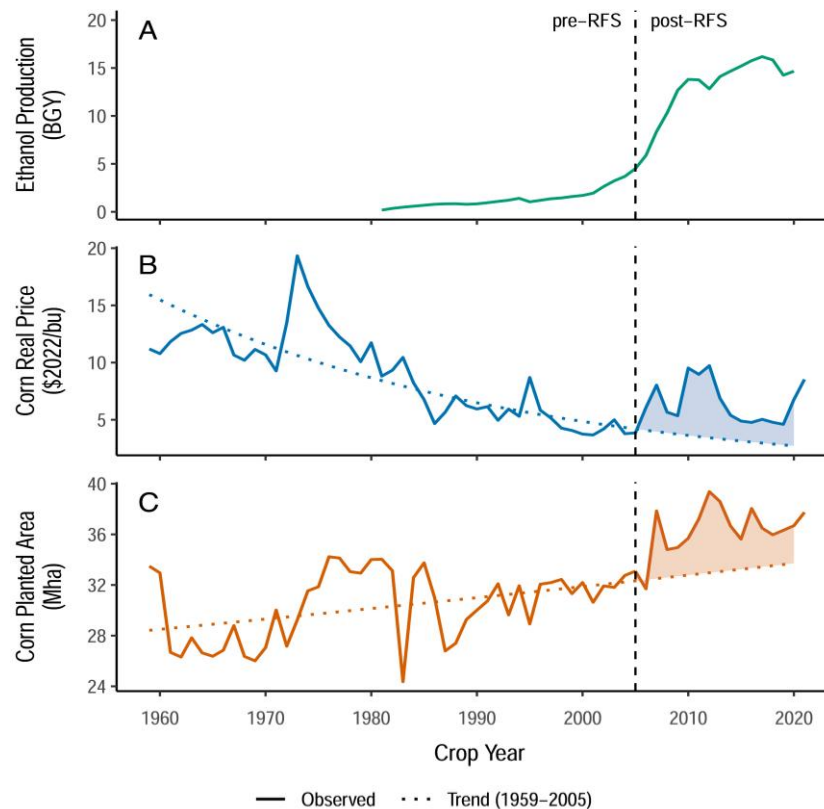 A
pre–RFS
post–RFS
Ethanol Production
(BGY)
20
15
10
5
0
B
Corn Real Price
($2022/bu)
20
15
10
5
C
Corn Planted Area
(Mha)
40
36
32
28
24
1960 1970 1980 1990 2000 2010 2020
Crop Year
Observed Trend (1959–2005)